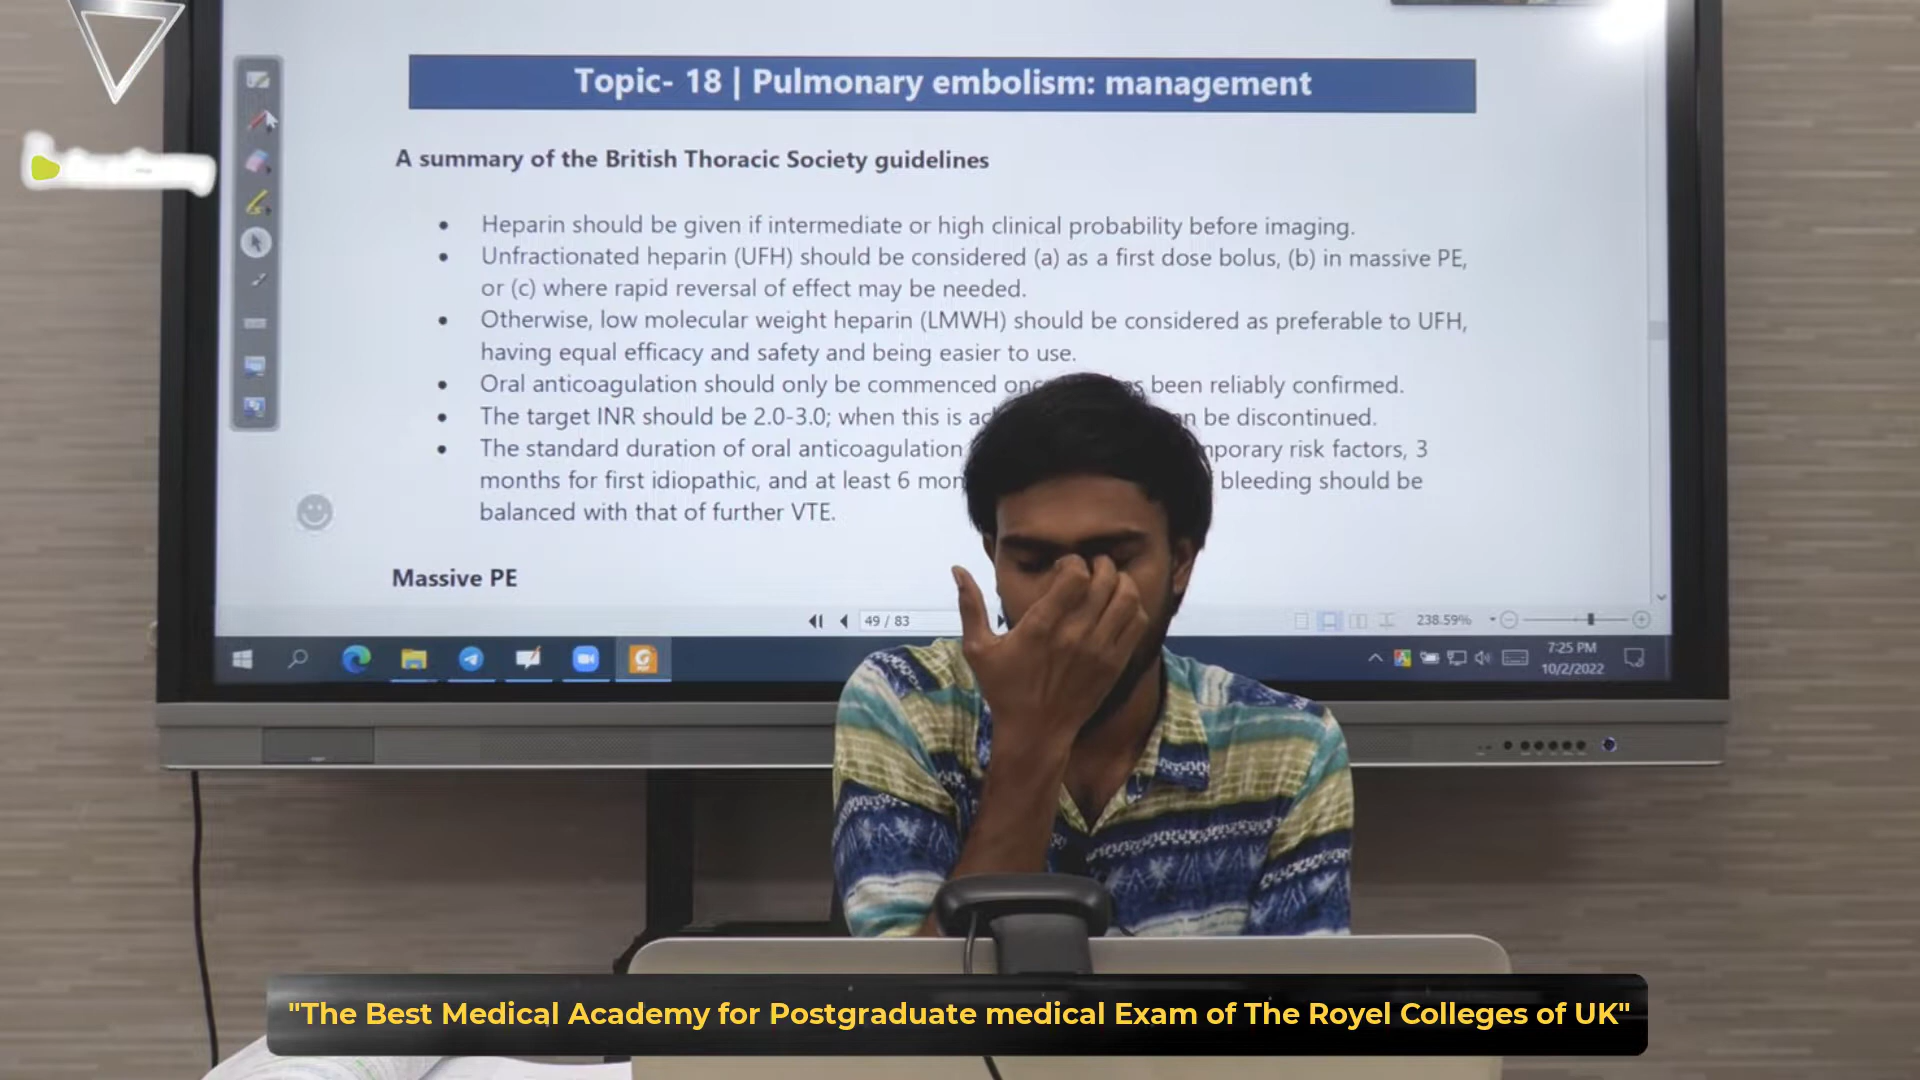 Topic- 18 | Pulmonary embolism: management
A summary of the British Thoracic Society guidelines
Heparin should be given if intermediate or high clinical probability before imaging.
Unfractionated heparin (UFH) should be considered (a) as a first dose bolus, (b) in massive PE,
or (c) where rapid reversal of effect may be needed.
Otherwise, low molecular weight heparin (LMWH) should be considered as preferable to UFH,
having equal efficacy and safety and being easier to use.
Oral anticoagulation should only be commenced been reliably confirmed.
The target INR should be 2.0-3.0; when this is be discontinued.
The standard duration of oral anticoagulation risk factors, 3
months for first idiopathic, and at least 6 bleeding should be
balanced with that of further VTE.
Massive PE
49 / 83
238.59%
7:25 PM
10/2/2022
"The Best Medical Academy for Postgraduate medical Exam of The Royel Colleges of UK"